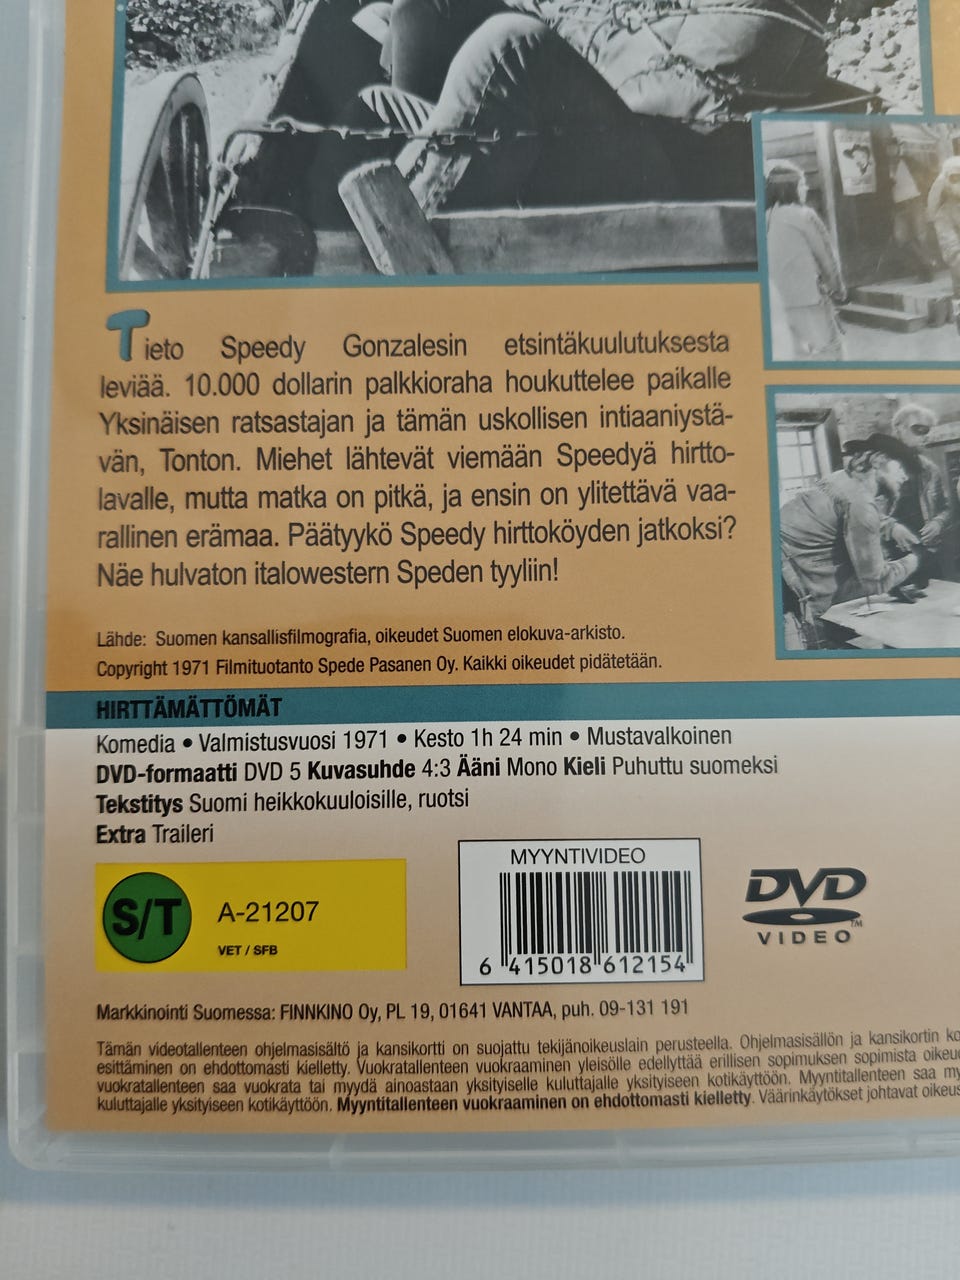 Tieto Speedy Gonzalesin etsintäkuulutuksesta
leviää. 10.000 dollarin palkkioraha houkuttelee paikalle
Yksinäisen ratsastajan ja tämän uskollisen intiaaniystä-
vän, Tonton. Miehet lähtevät viemään Speedyä hirtto-
lavalle, mutta matka on pitkä, ja ensin on ylitettävä vaa-
rallinen erämaa. Päätyykö Speedy hirttoköyden jatkoksi?
Näe hulvaton italowestern Speden tyyliin!
Lähde: Suomen kansallisfilmografia, oikeudet Suomen elokuva-arkisto.
Copyright 1971 Filmituotanto Spede Pasanen Oy. Kaikki oikeudet pidätetään.
HIRTTÄMÄTTÖMÄT
Komedia • Valmistusvuosi 1971 • Kesto 1h 24 min • Mustavalkoinen
DVD-formaatti DVD 5 Kuvasuhde 4:3 Ääni Mono Kieli Puhuttu suomeksi
Tekstitys Suomi heikkokuuloisille, ruotsi
Extra Traileri
S/T
A-21207
VET / SFB
MYYNTIVIDEO
6 415018 612154
DVD
TM
VIDEO
Markkinointi Suomessa: FINNKINO Oy, PL 19, 01641 VANTAA, puh. 09-131 191
Tämän videotallenteen ohjelmasisältö ja kansikortti on suojattu tekijänoikeuslain perusteella. Ohjelmasisällön ja kansikortin
esittäminen on ehdottomasti kielletty. Vuokratallenteen vuokraaminen yleisölle edellyttää erillisen sopimuksen sopimista
vuokratallenteen saa vuokrata tai myydä ainoastaan yksityiselle kuluttajalle yksityiseen kotikäyttöön. Myyntitallenteen saa
kuluttajalle yksityiseen kotikäyttöön. Myyntitallenteen vuokraaminen on ehdottomasti kielletty. Väärinkäytökset johtavat